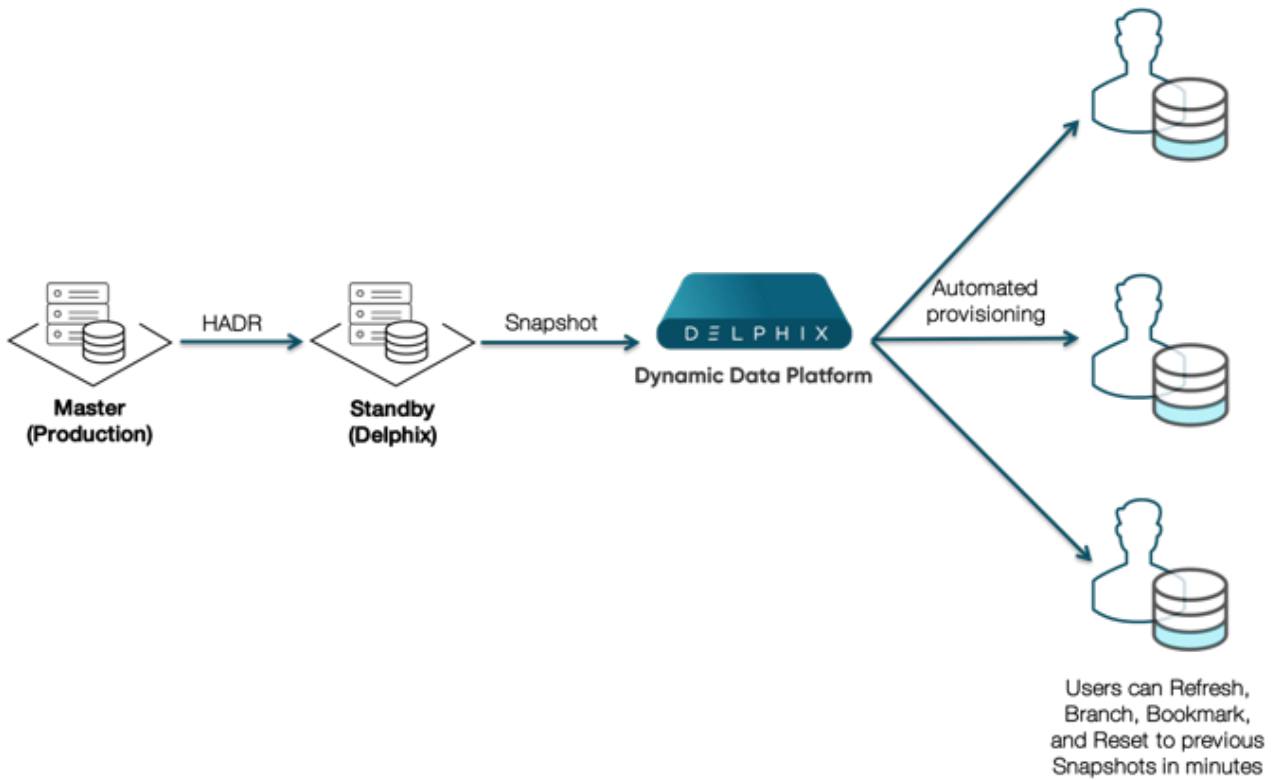 HADR
Snapshot
Automated
provisioning
DELPHIX
Dynamic Data Platform
Master
(Production)
Standby
(Delphix)
Users can Refresh,
Branch, Bookmark,
and Reset to previous
Snapshots in minutes